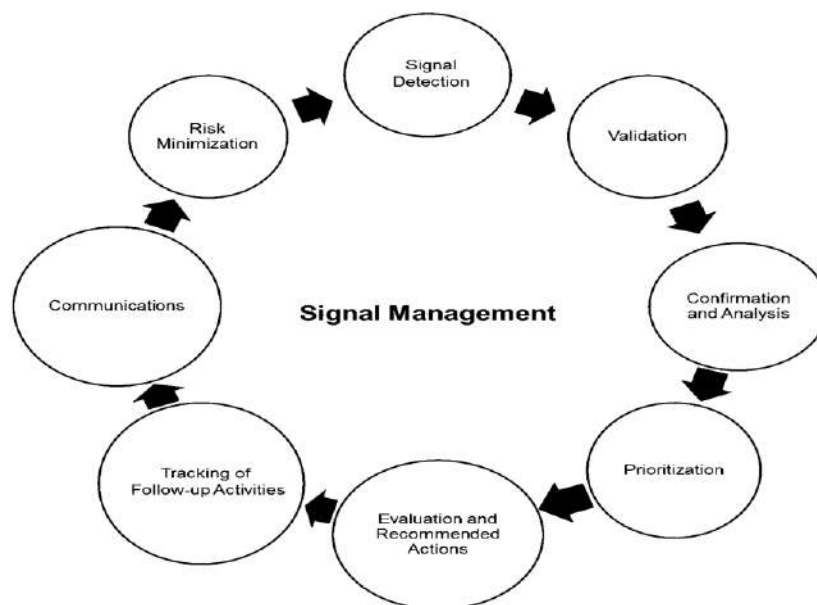 Signal
Detection
Validation
Confirmation
and Analysis
Prioritization
Evaluation and
Recommended
Actions
Tracking of
Follow-up Activities
Communications
Risk
Minimization
Signal Management